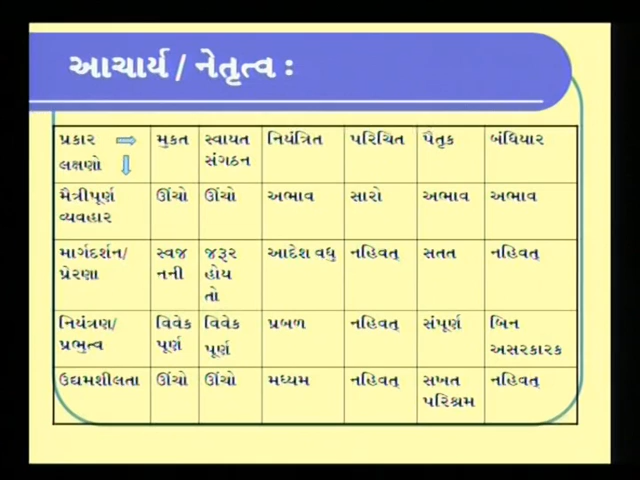 આચાર્ય / નેતૃત્વ :
પ્રકાર મુકત સ્વાયત નિયંત્રિત પરિચિત પૈતૃક બંધિયાર
લક્ષણો સંગઠન
મૈત્રીપૂર્ણ ઊંચો ઊંચો અભાવ સારો અભાવ અભાવ
વ્યવહાર
માર્ગદર્શન/ સ્વજ જરૂર આદેશ વધુ નહિવત્ સતત નહિવત્
પ્રેરણા નની હોય
તો
નિયંત્રણ/ વિવેક વિવેક પ્રબળ નહિવત્ સંપૂર્ણ બિન
પ્રભુત્વ પૂર્ણ પૂર્ણ અસરકારક
ઉદ્યમશીલતા ઊંચો ઊંચો મધ્યમ નહિવત્ સખત નહિવત્
પરિશ્રમ